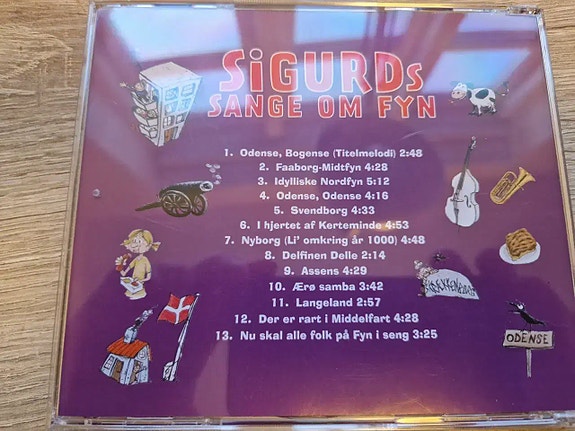 SiGURDs
SANGE OM FYN
1. Odense, Bogense (Titelmelodi) 2:48
2. Faaborg-Midtfyn 4:28
3. Idylliske Nordfyn 5:12
4. Odense, Odense 4:16
5. Svendborg 4:33
6. I hjertet af Kerteminde 4:53
7. Nyborg (Li' omkring år 1000) 4:48
8. Delfinen Delle 2:14
9. Assens 4:29
10. Ærø samba 3:42
11. Langeland 2:57
12. Der er rart i Middelfart 4:28
13. Nu skal alle folk på Fyn i seng 3:25
ODENSE